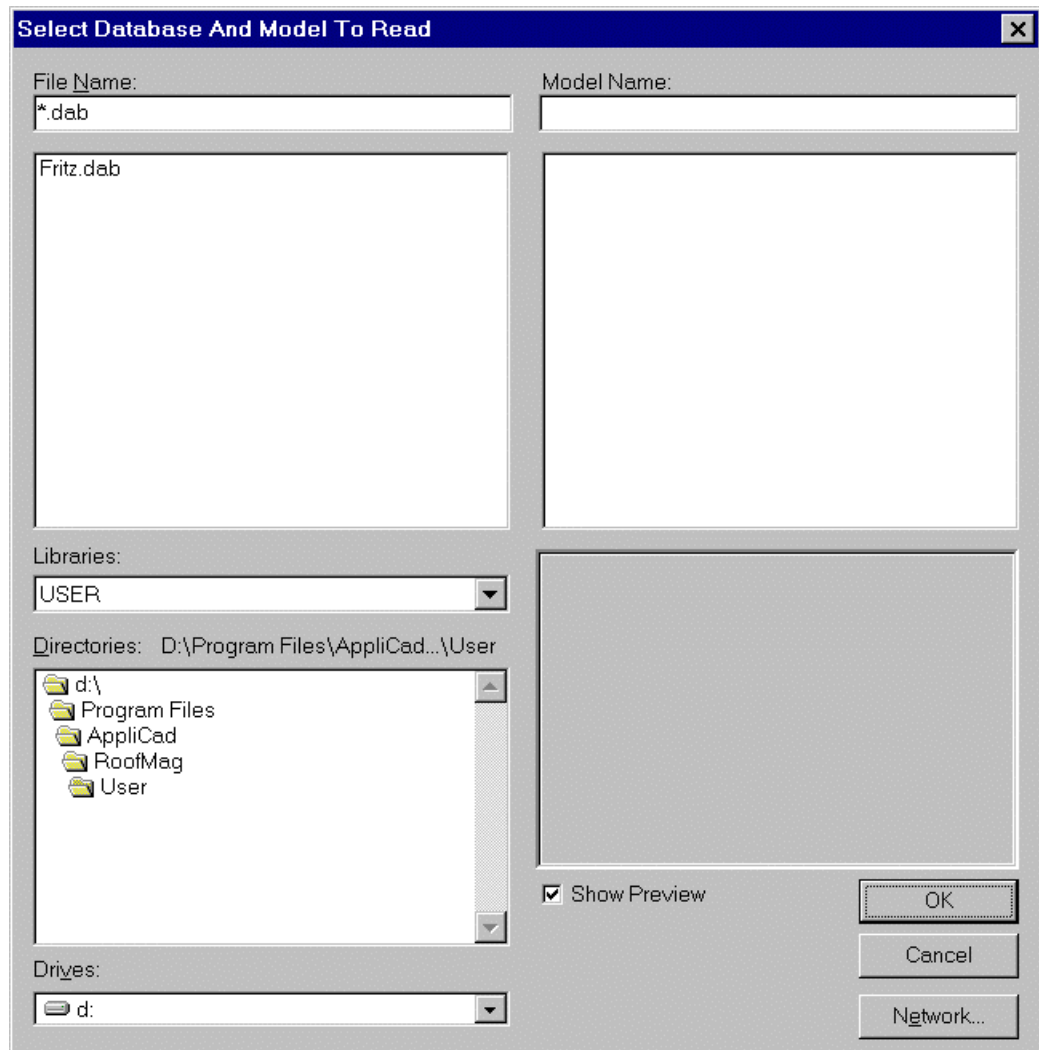 Select Database And Model To Read
File Name:
*.dab
Fritz.dab
Libraries:
USER
Directories: D:\Program Files\AppliCad...\User
d:\
Program Files
AppliCad
RoofMag
User
Drives:
d:
Model Name:
Show Preview
OK
Cancel
Network...